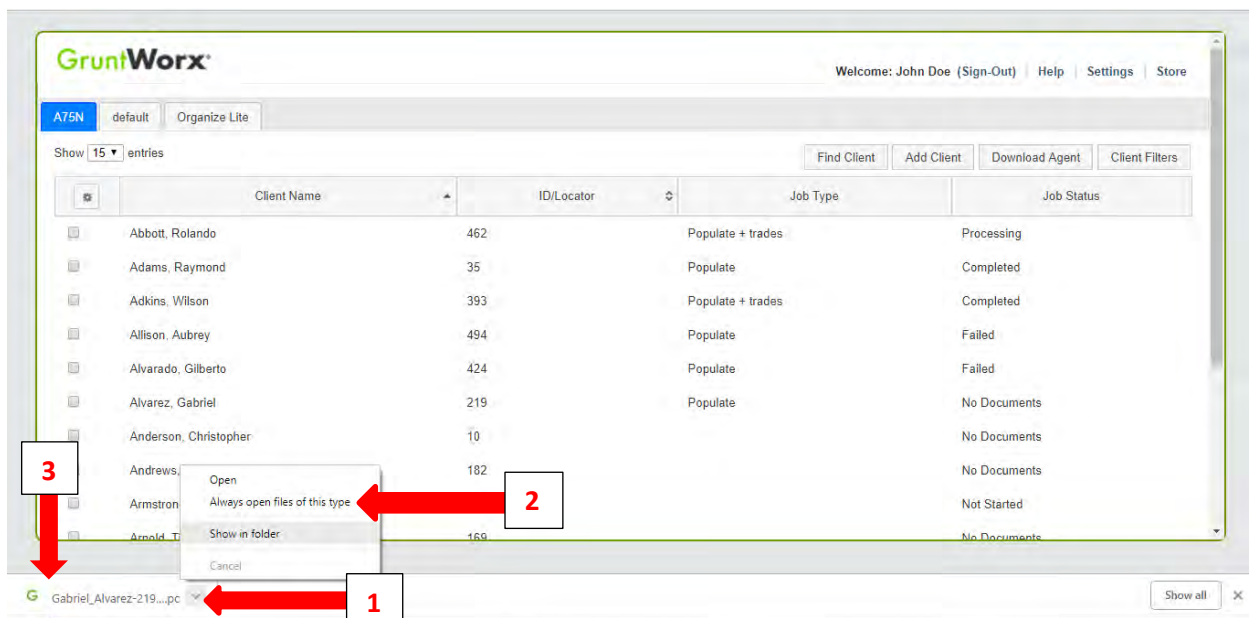 GruntWorx
Welcome: John Doe (Sign-Out) Help Settings Store
A75N default Organize Lite
Show 15 entries Find Client Add Client Download Agent Client Filters
Client Name ID/Locator Job Type Job Status
Abbott, Rolando 462 Populate + trades Processing
Adams, Raymond 35 Populate Completed
Adkins, Wilson 393 Populate + trades Completed
Allison, Aubrey 494 Populate Failed
Alvarado, Gilberto 424 Populate Failed
Alvarez, Gabriel 219 Populate No Documents
Anderson, Christopher 10 No Documents
3 Andrews, 182 No Documents
Open
Always open files of this type 2
Armstron Not Started
Show in folder
Arnold, T 169 No Documents
Cancel
Gabriel_Alvarez-219....pc 1 Show all